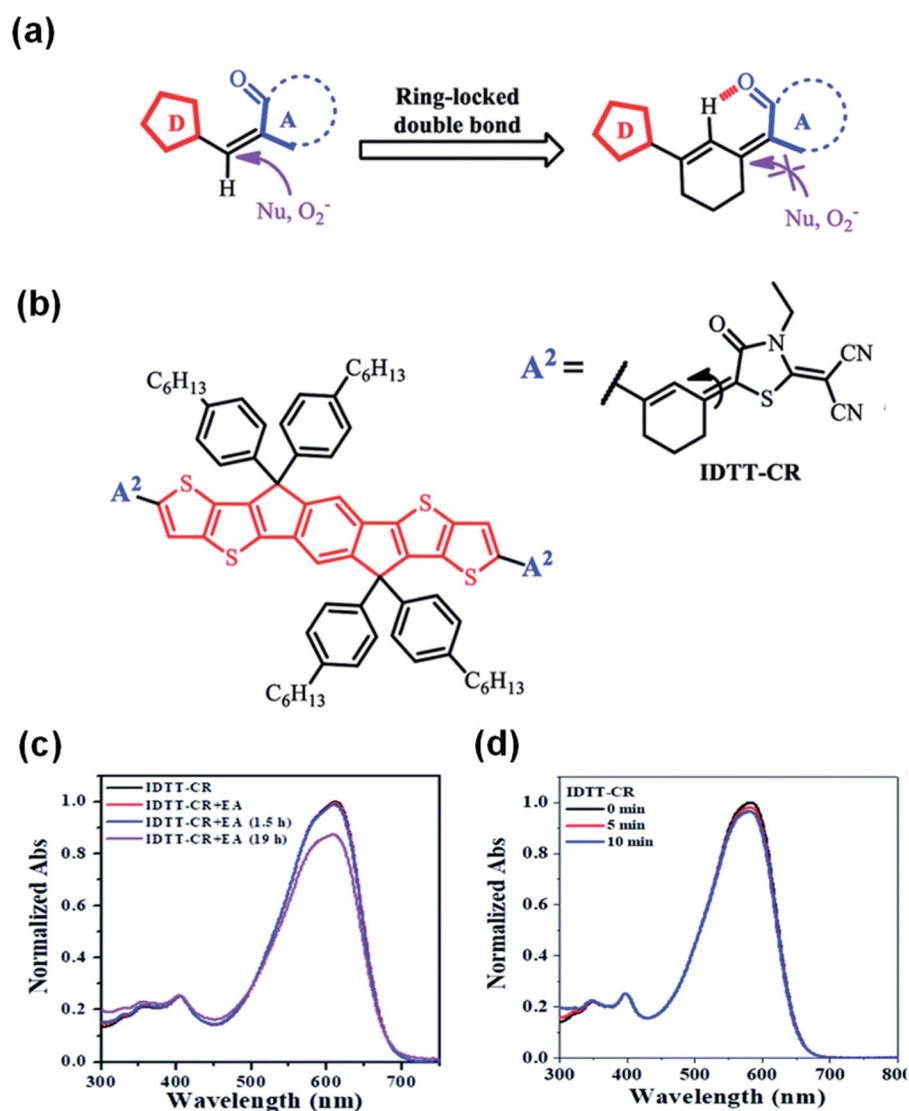 (a)
O
D
A
H
Nu, O₂⁻
Ring-locked
double bond
H
O
D
A
Nu, O₂⁻
(b)
A² =
O
N
S
CN
CN
IDTT-CR
C₆H₁₃
C₆H₁₃
A²
S
S
S
S
A²
C₆H₁₃
C₆H₁₃
(c)
IDTT-CR
IDTT-CR+EA
IDTT-CR+EA (1.5 h)
IDTT-CR+EA (19 h)
Normalized Abs
1.0
0.8
0.6
0.4
0.2
0.0
300 400 500 600 700
Wavelength (nm)
(d)
IDTT-CR
0 min
5 min
10 min
Normalized Abs
1.0
0.8
0.6
0.4
0.2
0.0
300 400 500 600 700 800
Wavelength (nm)